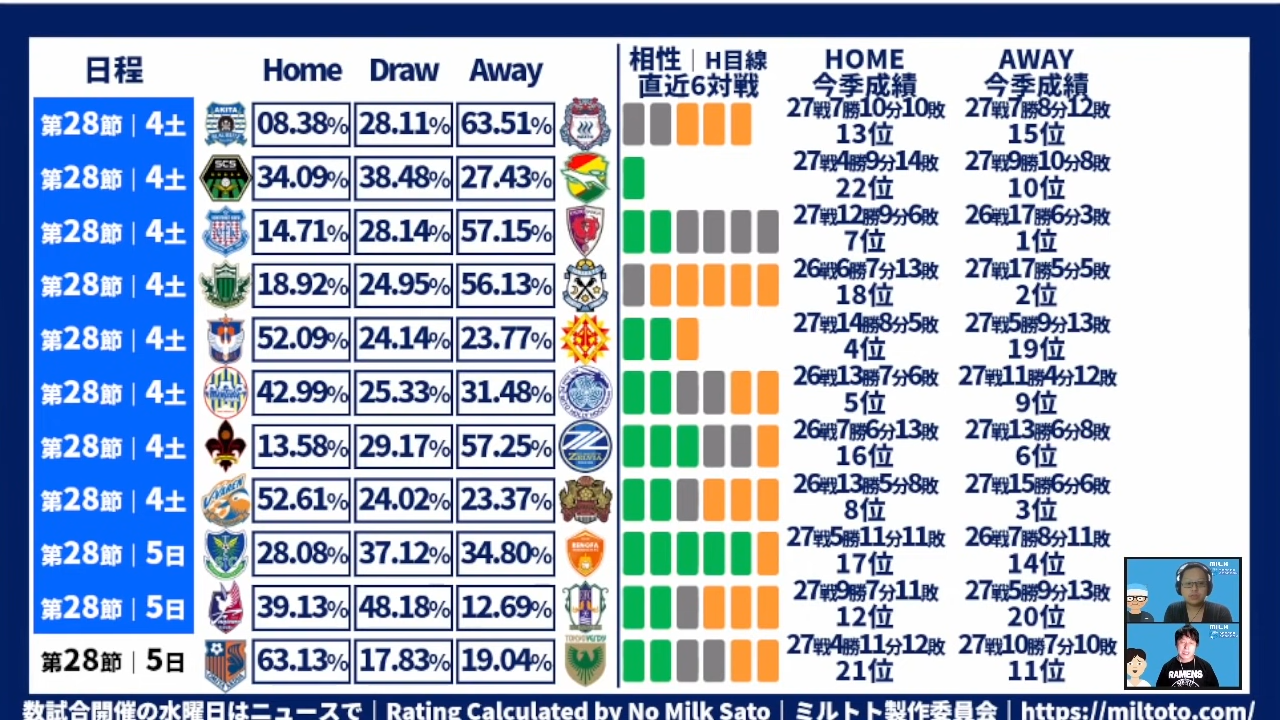 日程 Home Draw Away 相性｜H目線 HOME AWAY
直近6対戦 今季成績 今季成績
第28節｜4土 08.38% 28.11% 63.51% 27戦7勝10分10敗 27戦7勝8分12敗
13位 15位
第28節｜4土 34.09% 38.48% 27.43% 27戦4勝9分14敗 27戦9勝10分8敗
22位 10位
第28節｜4土 14.71% 28.14% 57.15% 27戦12勝9分6敗 26戦17勝6分3敗
7位 1位
第28節｜4土 18.92% 24.95% 56.13% 26戦6勝7分13敗 27戦17勝5分5敗
18位 2位
第28節｜4土 52.09% 24.14% 23.77% 27戦14勝8分5敗 27戦5勝9分13敗
4位 19位
第28節｜4土 42.99% 25.33% 31.48% 26戦13勝7分6敗 27戦11勝4分12敗
5位 9位
第28節｜4土 13.58% 29.17% 57.25% 26戦7勝6分13敗 27戦13勝6分8敗
16位 6位
第28節｜4土 52.61% 24.02% 23.37% 26戦13勝5分8敗 27戦15勝6分6敗
8位 3位
第28節｜5日 28.08% 37.12% 34.80% 27戦5勝11分11敗 26戦7勝8分11敗
17位 14位
第28節｜5日 39.13% 48.18% 12.69% 27戦9勝7分11敗 27戦5勝9分13敗
12位 20位
第28節｜5日 63.13% 17.83% 19.04% 27戦4勝11分12敗 27戦10勝7分10敗
21位 11位
AKITA
SCS
MILK
MILK
RAMENS
数試合開催の水曜日はニュースで｜Rating Calculated by No Milk Sato｜ミルトト製作委員会｜https://miltoto.com/